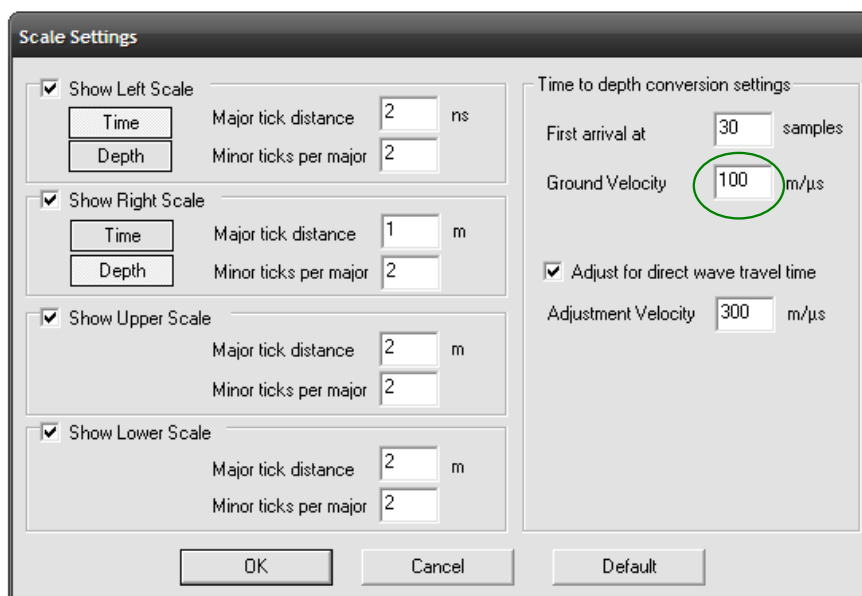 Scale Settings
Show Left Scale
Time
Depth
Major tick distance 2 ns
Minor ticks per major 2
Show Right Scale
Time
Depth
Major tick distance 1 m
Minor ticks per major 2
Show Upper Scale
Major tick distance 2 m
Minor ticks per major 2
Show Lower Scale
Major tick distance 2 m
Minor ticks per major 2
Time to depth conversion settings
First arrival at 30 samples
Ground Velocity 100 m/µs
Adjust for direct wave travel time
Adjustment Velocity 300 m/µs
OK Cancel Default